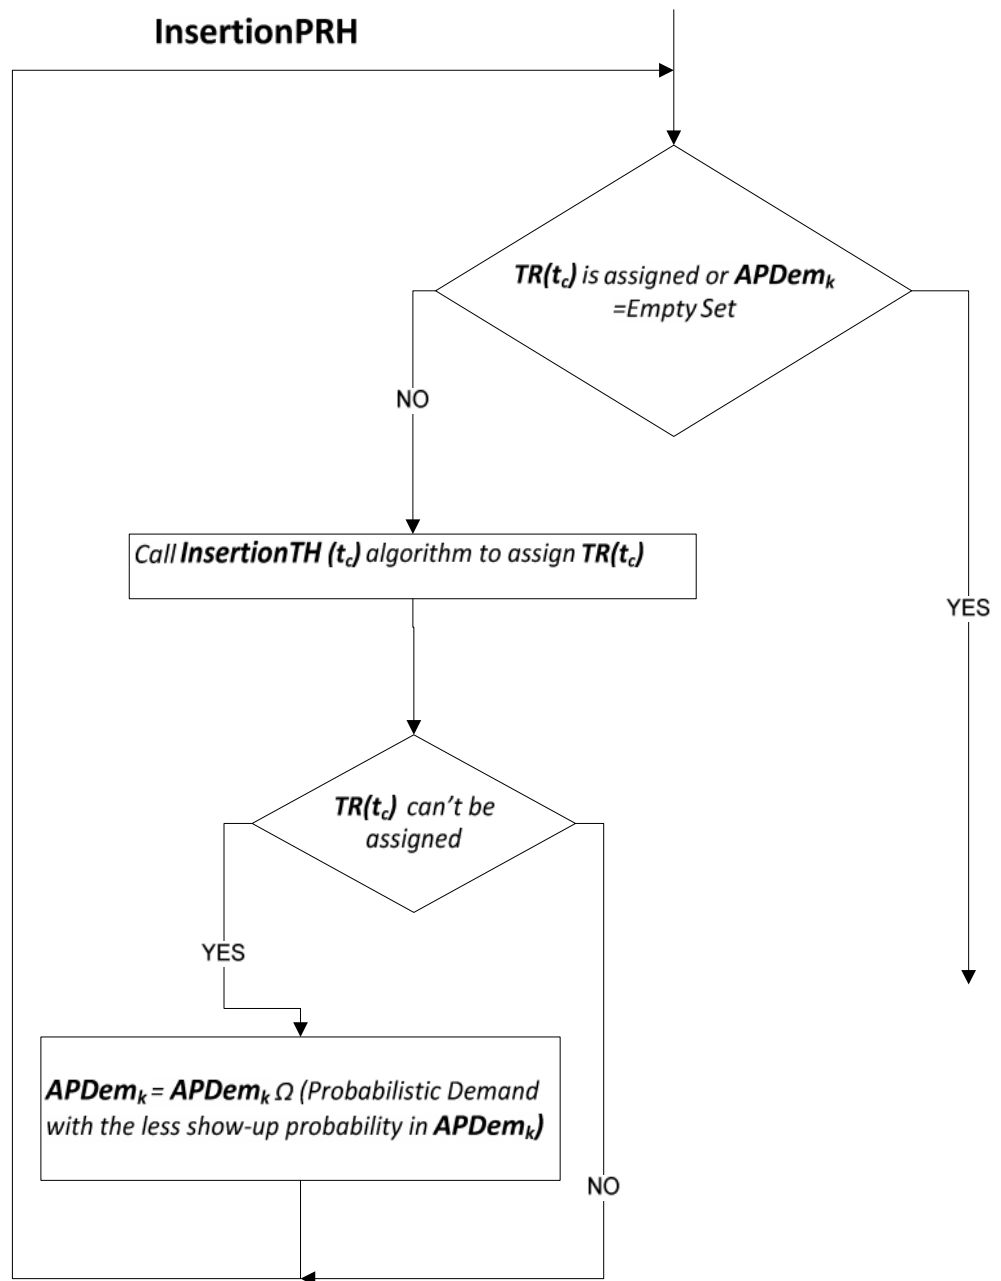 InsertionPRH
TR(tc) is assigned or APDemk
=Empty Set
NO
Call InsertionTH (tc) algorithm to assign TR(tc)
YES
TR(tc) can't be
assigned
YES
APDemk = APDemk Ω (Probabilistic Demand
with the less show-up probability in APDemk)
NO